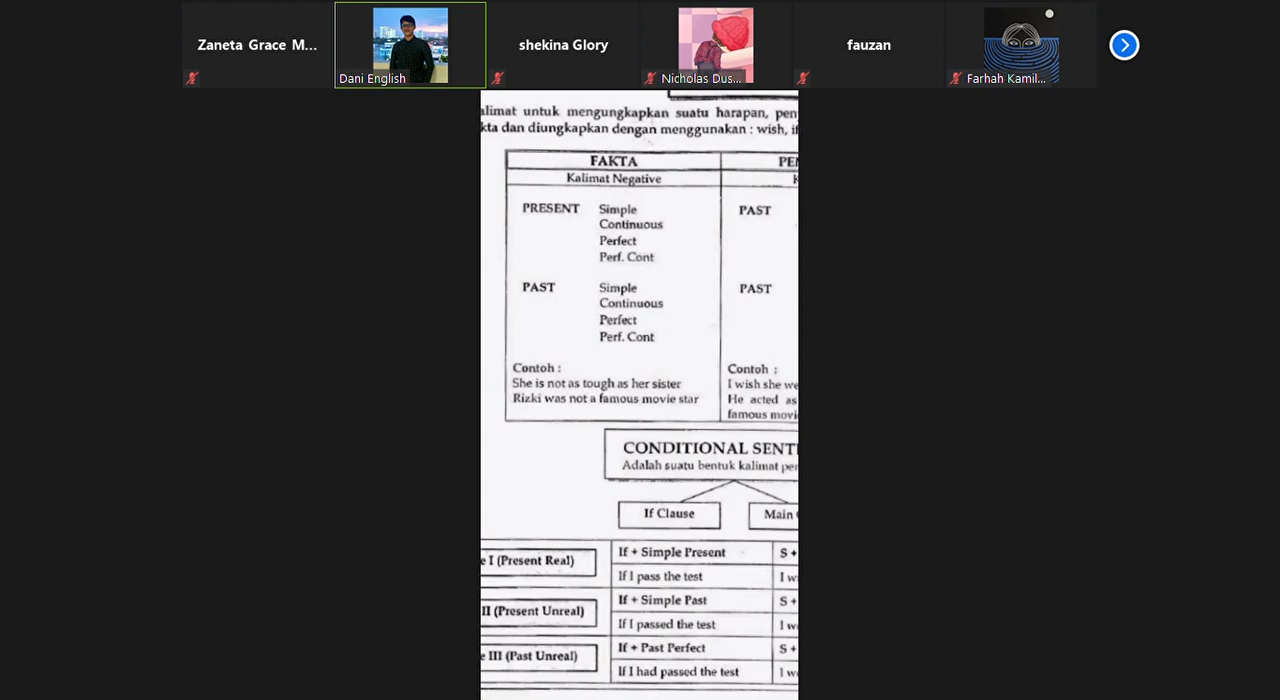 Zaneta Grace M...
Dani English
shekina Glory
Nicholas Dus...
fauzan
Farhah Kamil...
alimat untuk mengungkapkan suatu harapan, pen
kta dan diungkapkan dengan menggunakan : wish, if
FAKTA
PE
Kalimat Negative
K
PRESENT Simple
Continuous
Perfect
Perf. Cont
PAST
PAST Simple
Continuous
Perfect
Perf. Cont
PAST
Contoh :
She is not as tough as her sister
Rizki was not a famous movie star
Contoh :
I wish she we
He acted as
famous movi
CONDITIONAL SENT
Adalah suatu bentuk kalimat per
If Clause
Main
e I (Present Real)
If + Simple Present
S +
If I pass the test
I w
II (Present Unreal)
If + Simple Past
S +
If I passed the test
I w
e III (Past Unreal)
If + Past Perfect
S +
If I had passed the test
I w